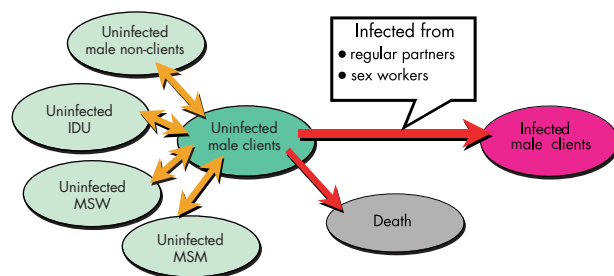 Uninfected
male non-clients
Infected from
• regular partners
• sex workers
Uninfected
IDU
Uninfected
male clients
Infected
male clients
Uninfected
MSW
Uninfected
MSM
Death